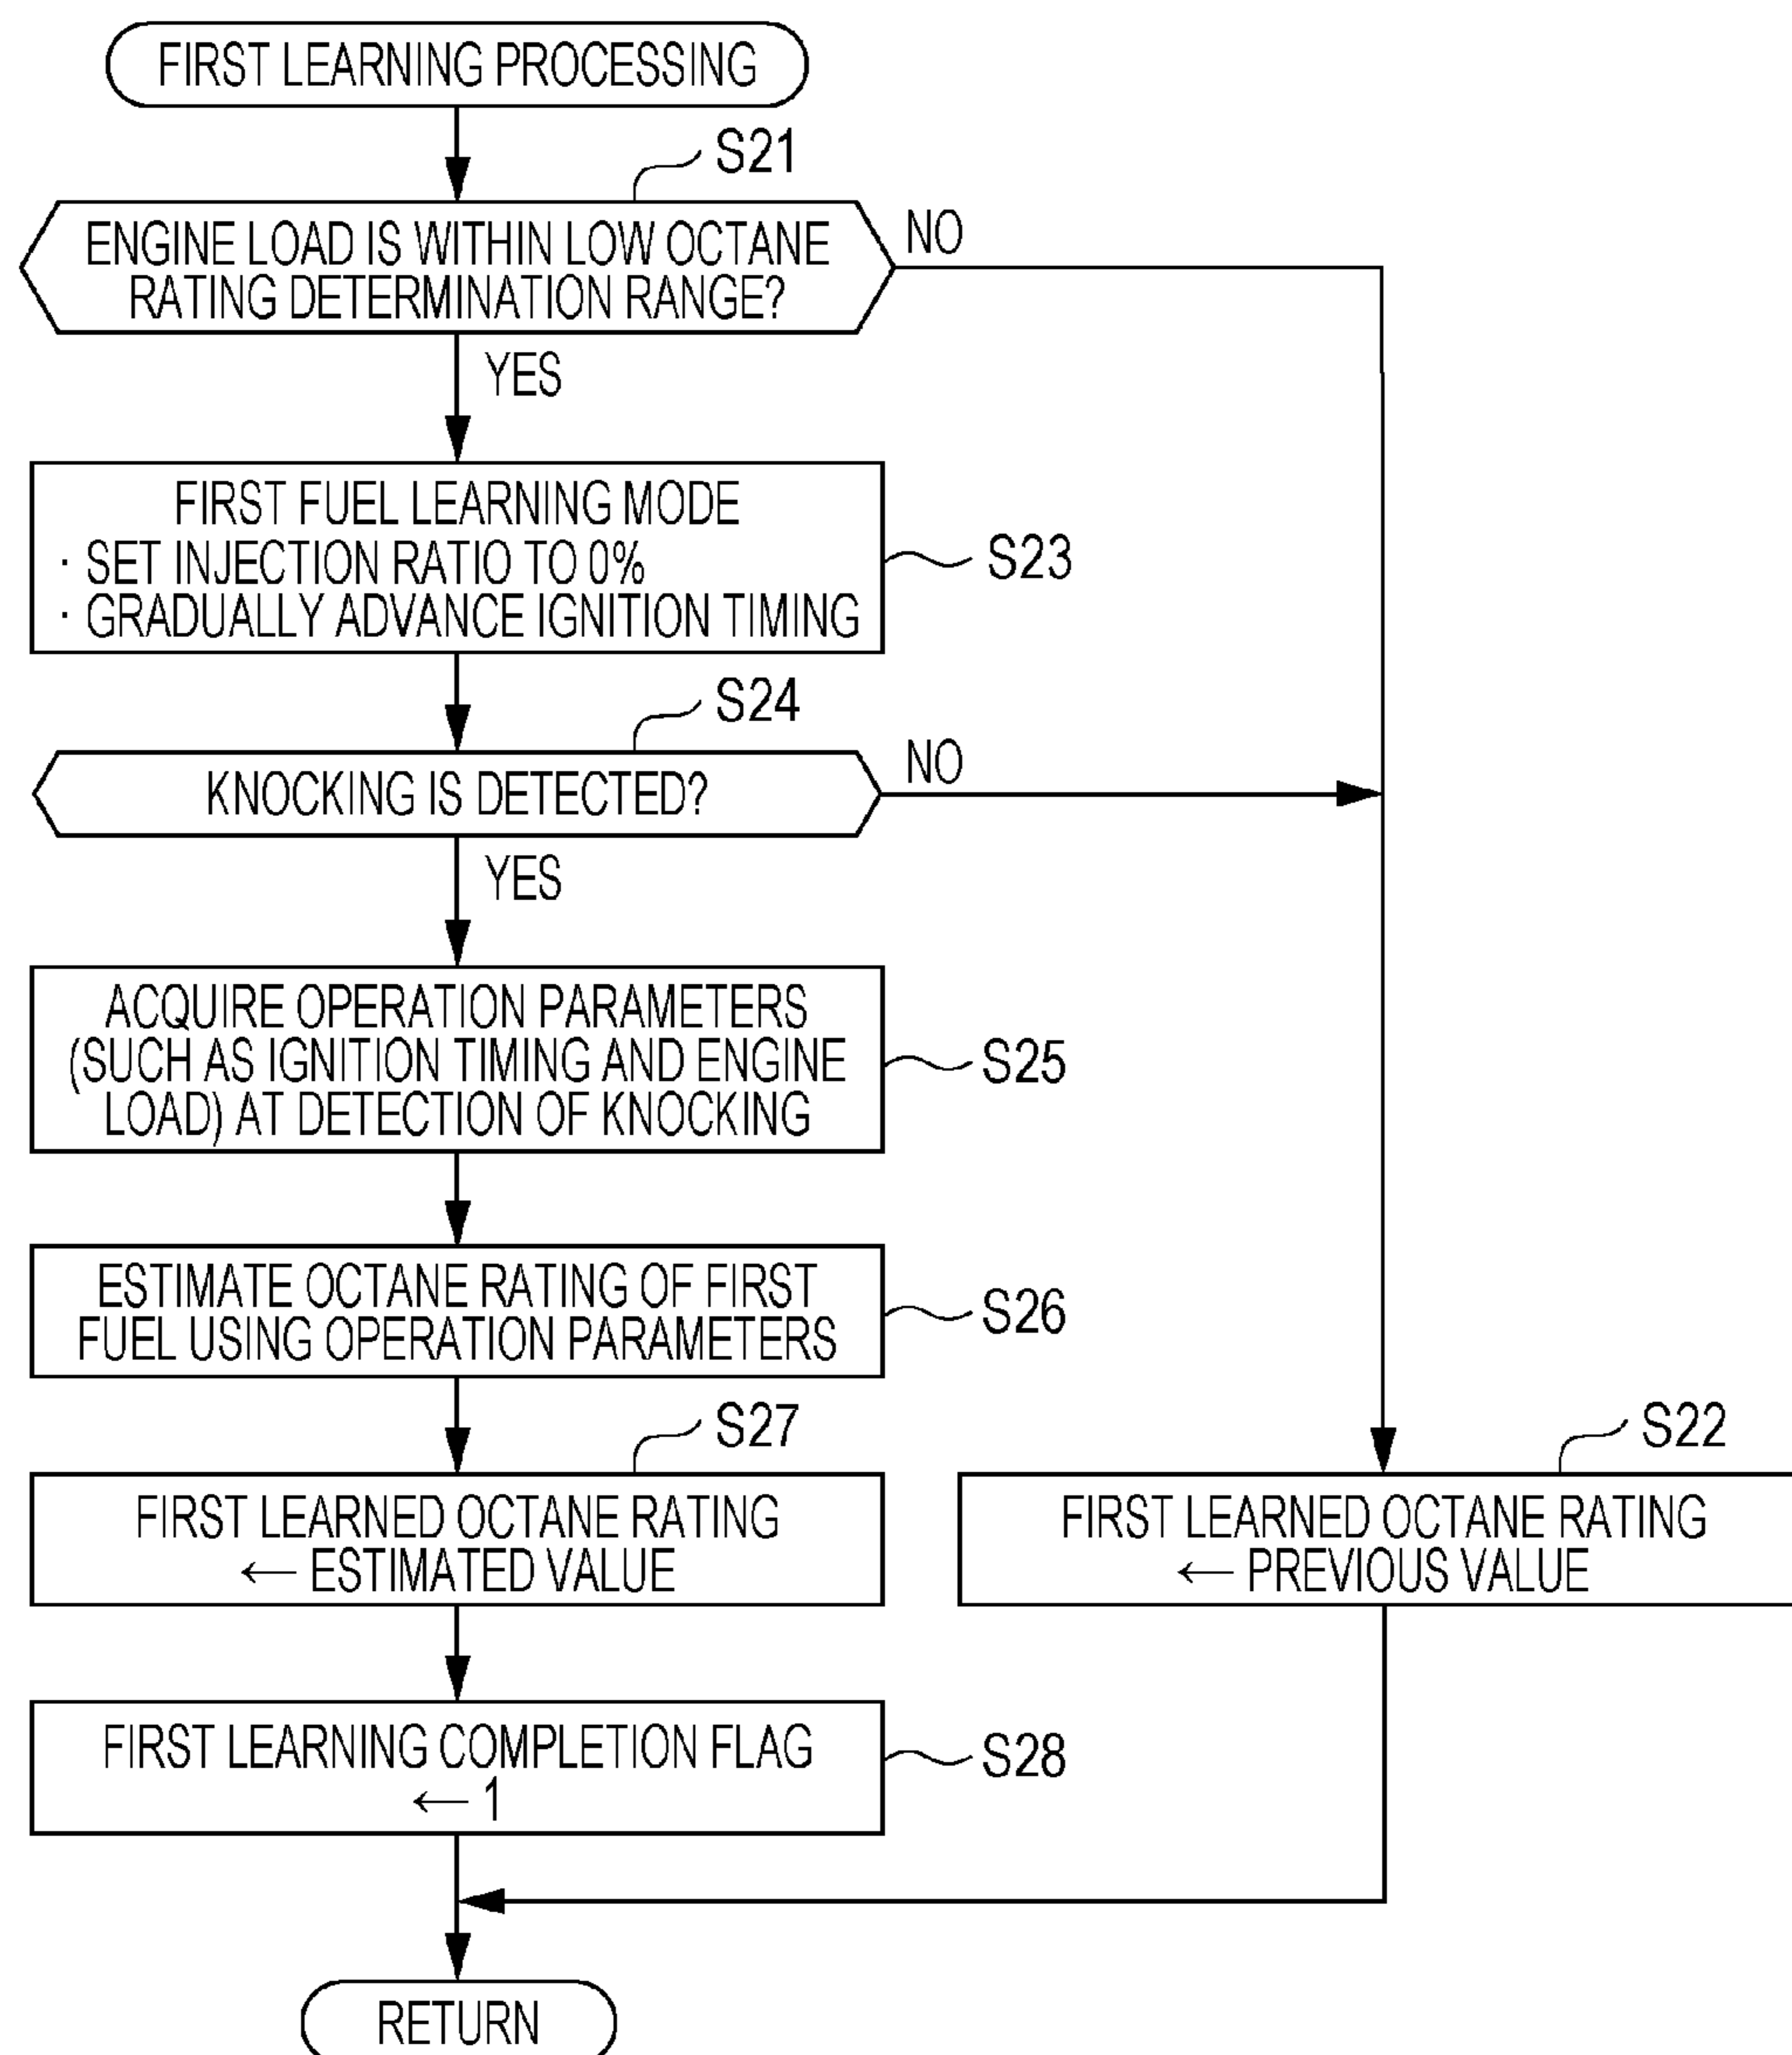 FIRST LEARNING PROCESSING
S21
ENGINE LOAD IS WITHIN LOW OCTANE
RATING DETERMINATION RANGE?
NO
YES
FIRST FUEL LEARNING MODE
· SET INJECTION RATIO TO 0%
· GRADUALLY ADVANCE IGNITION TIMING
S23
S24
KNOCKING IS DETECTED?
NO
YES
ACQUIRE OPERATION PARAMETERS
(SUCH AS IGNITION TIMING AND ENGINE
LOAD) AT DETECTION OF KNOCKING
S25
ESTIMATE OCTANE RATING OF FIRST
FUEL USING OPERATION PARAMETERS
S26
S27
FIRST LEARNED OCTANE RATING
← ESTIMATED VALUE
S22
FIRST LEARNED OCTANE RATING
← PREVIOUS VALUE
FIRST LEARNING COMPLETION FLAG
← 1
S28
RETURN